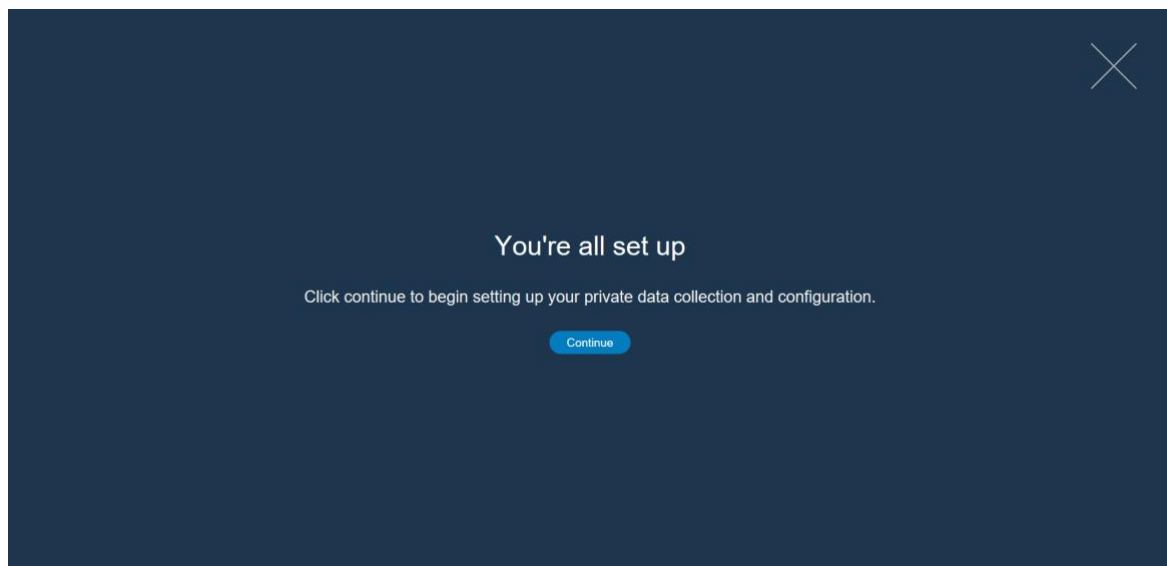 You're all set up
Click continue to begin setting up your private data collection and configuration.
Continue